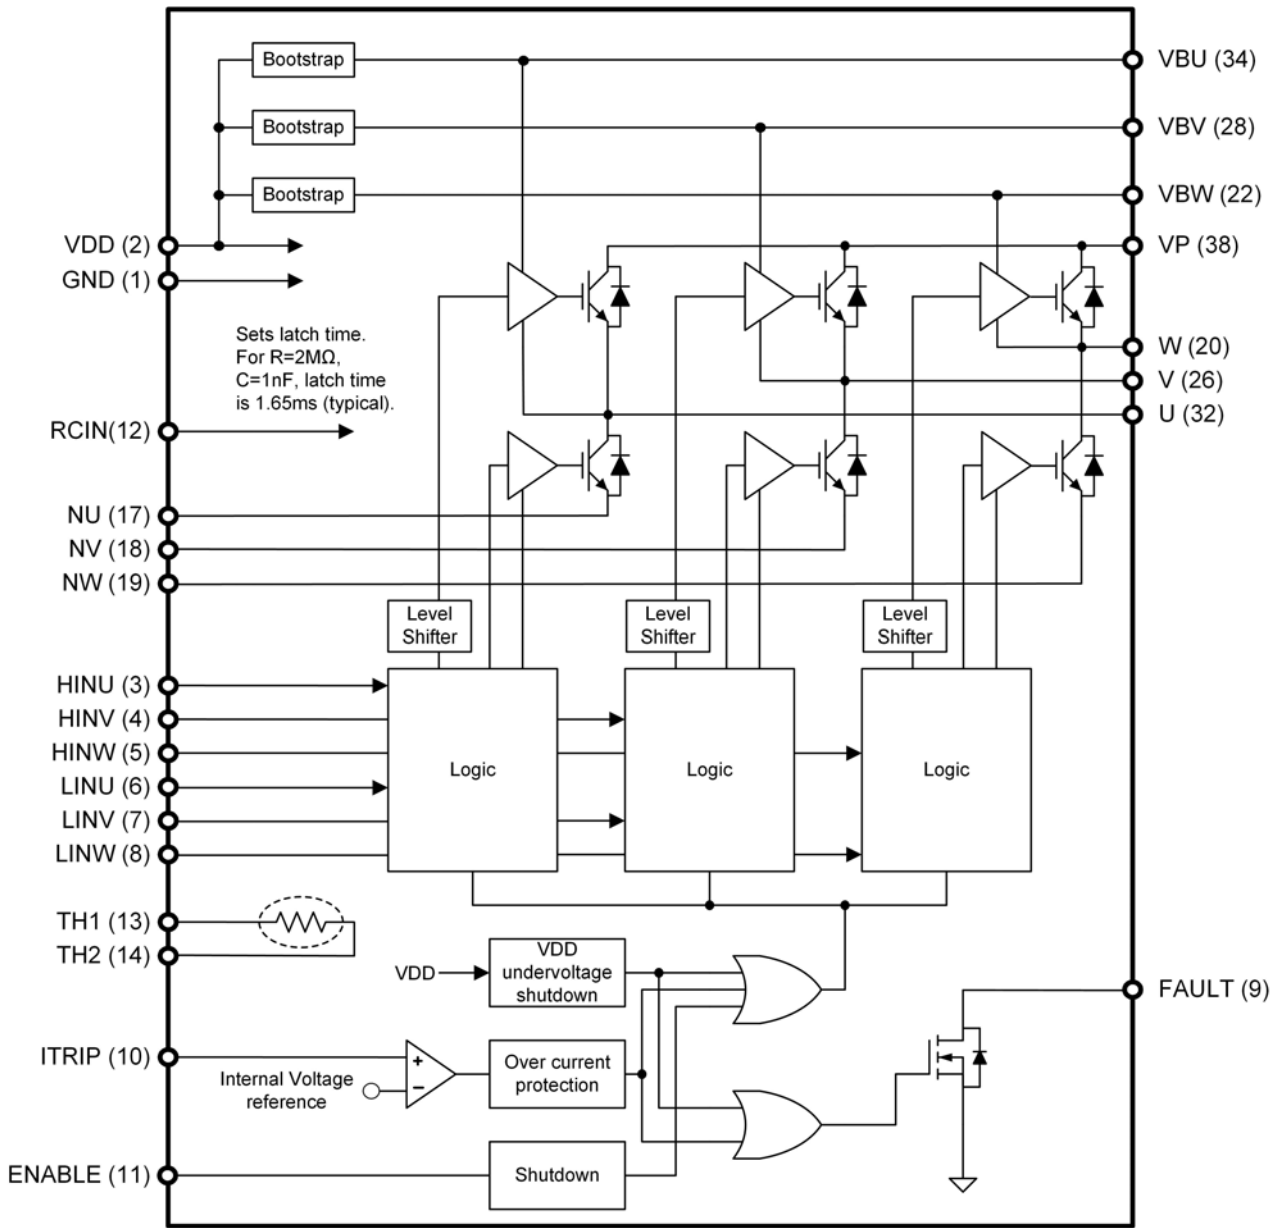 Bootstrap
VBU (34)
Bootstrap
VBV (28)
Bootstrap
VBW (22)
VDD (2)
VP (38)
GND (1)
Sets latch time.
For R=2MΩ,
C=1nF, latch time
is 1.65ms (typical).
W (20)
V (26)
U (32)
RCIN(12)
NU (17)
NV (18)
NW (19)
Level
Shifter
Level
Shifter
Level
Shifter
HINU (3)
HINV (4)
HINW (5)
LINU (6)
LINV (7)
LINW (8)
Logic
Logic
Logic
TH1 (13)
TH2 (14)
VDD
VDD
undervoltage
shutdown
FAULT (9)
ITRIP (10)
+
−
Internal Voltage
reference
Over current
protection
ENABLE (11)
Shutdown